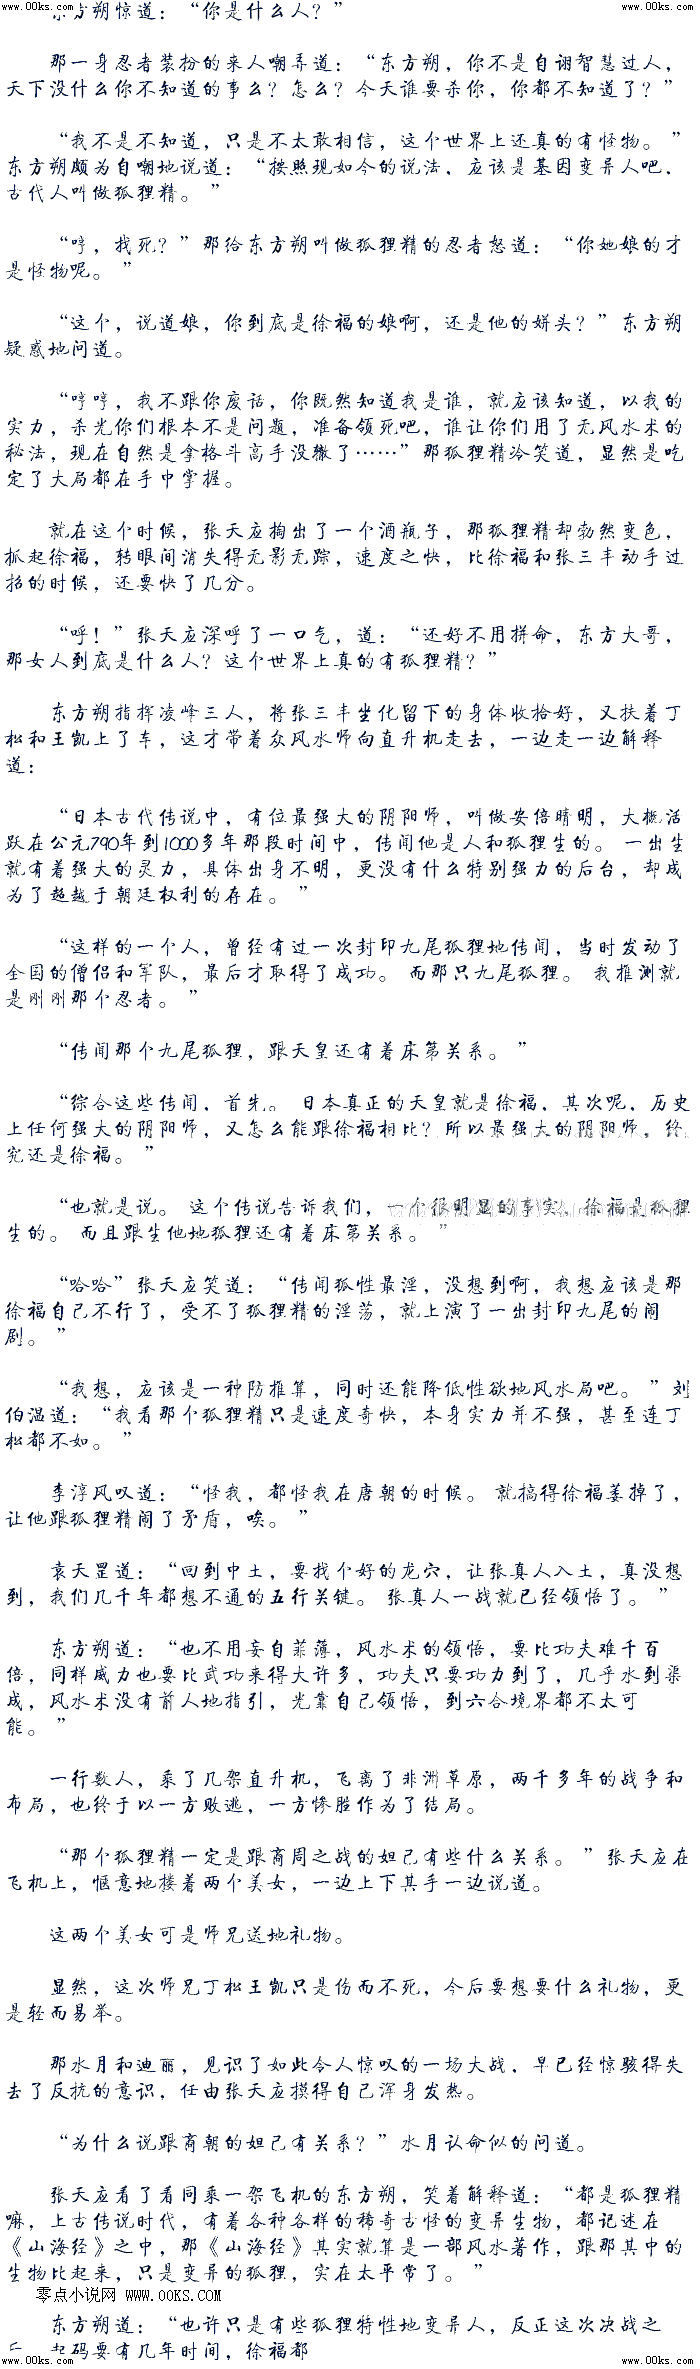 www.00ks.com www.00ks.com
东方朔惊道：“你是什么人？”
那一身忍者装扮的来人嘲弄道：“东方朔，你不是自诩智慧过人，
天下没什么你不知道的事么？怎么？今天谁要杀你，你都不知道了？”
“我不是不知道，只是不太敢相信，这个世界上还真的有怪物。”
东方朔颇为自嘲地说道：“按照现如今的说法，应该是基因变异人吧，
古代人叫做狐狸精。”
“哼，找死？”那给东方朔叫做狐狸精的忍者怒道：“你她娘的才
是怪物呢。”
“这个，说道娘，你到底是徐福的娘啊，还是他的姘头？”东方朔
疑惑地问道。
“哼哼，我不跟你废话，你既然知道我是谁，就应该知道，以我的
实力，杀光你们根本不是问题，准备领死吧，谁让你们用了无风水术的
秘法，现在自然是拿格斗高手没辙了……”那狐狸精冷笑道，显然是吃
定了大局都在手中掌握。
就在这个时候，张天应掏出了一个酒瓶子，那狐狸精却勃然变色，
抓起徐福，转眼间消失得无影无踪，速度之快，比徐福和张三丰动手过
招的时候，还要快了几分。
“呼！”张天应深呼了一口气，道：“还好不用拼命，东方大哥，
那女人到底是什么人？这个世界上真的有狐狸精？”
东方朔指挥凌峰三人，将张三丰坐化留下的身体收拾好，又扶着丁
松和王凯上了车，这才带着众风水师向直升机走去，一边走一边解释
道：
“日本古代传说中，有位最强大的阴阳师，叫做安倍晴明，大概活
跃在公元790年到1000多年那段时间中，传闻他是人和狐狸生的。一出生
就有着强大的灵力，具体出身不明，更没有什么特别强力的后台，却成
为了超越于朝廷权利的存在。”
“这样的一个人，曾经有过一次封印九尾狐狸地传闻，当时发动了
全国的僧侣和军队，最后才取得了成功。而那只九尾狐狸。我推测就
是刚刚那个忍者。”
“传闻那个九尾狐狸，跟天皇还有着床第关系。”
“综合这些传闻，首先。日本真正的天皇就是徐福，其次呢，历史
上任何强大的阴阳师，又怎么能跟徐福相比？所以最强大的阴阳师，终
究还是徐福。”
“也就是说。这个传说告诉我们，一个很明显的事实，徐福是狐狸
生的。而且跟生他地狐狸还有着床第关系。”
“哈哈”张天应笑道：“传闻狐性最淫，没想到啊，我想应该是那
徐福自己不行了，受不了狐狸精的淫荡，就上演了一出封印九尾的闹
剧。”
“我想，应该是一种防推算，同时还能降低性欲地风水局吧。”刘
伯温道：“我看那个狐狸精只是速度奇快，本身实力并不强，甚至连丁
松都不如。”
李淳风叹道：“怪我，都怪我在唐朝的时候。就搞得徐福萎掉了，
让他跟狐狸精闹了矛盾，唉。”
袁天罡道：“回到中土，要找个好的龙穴，让张真人入土，真没想
到，我们几千年都想不通的五行关键。张真人一战就已经领悟了。”
东方朔道：“也不用妄自菲薄，风水术的领悟，要比功夫难千百
倍，同样威力也要比武功来得大许多，功夫只要功力到了，几乎水到渠
成，风水术没有前人地指引，光靠自己领悟，到六合境界都不太可
能。”
一行数人，乘了几架直升机，飞离了非洲草原，两千多年的战争和
布局，也终于以一方败逃，一方惨胜作为了结局。
“那个狐狸精一定是跟商周之战的妲己有些什么关系。”张天应在
飞机上，惬意地搂着两个美女，一边上下其手一边说道。
这两个美女可是师兄送地礼物。
显然，这次师兄丁松王凯只是伤而不死，今后要想要什么礼物，更
是轻而易举。
那水月和迪丽，见识了如此令人惊叹的一场大战，早已经惊骇得失
去了反抗的意识，任由张天应摸得自己浑身发热。
“为什么说跟商朝的妲己有关系？”水月认命似的问道。
张天应看了看同乘一架飞机的东方朔，笑着解释道：“都是狐狸精
嘛，上古传说时代，有着各种各样的稀奇古怪的变异生物，都记述在
《山海经》之中，那《山海经》其实就算是一部风水著作，跟那其中的
生物比起来，只是变异的狐狸，实在太平常了。”
零点小说网 www.00KS.com
东方朔道：“也许只是有些狐狸特性地变异人，反正这次决战之
后，起码要有几年时间，徐福都
www.00ks.com www.00ks.com